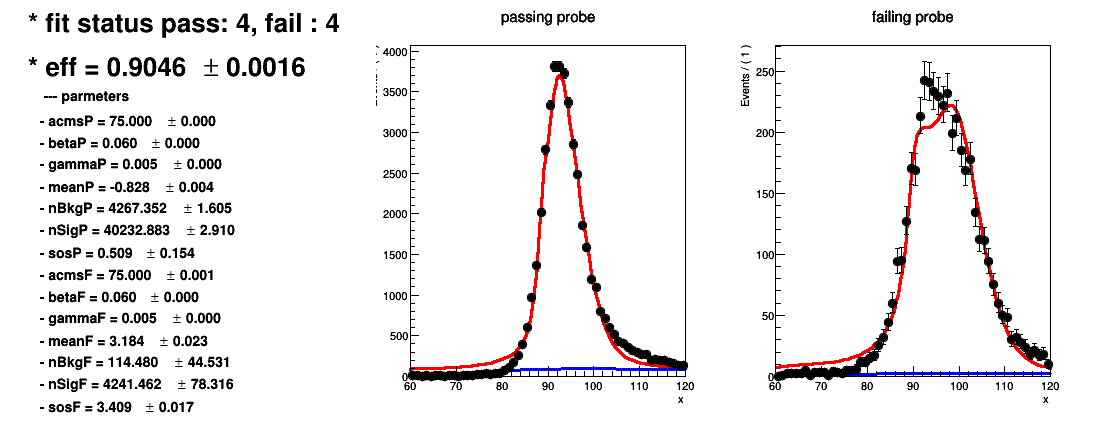 * fit status pass: 4, fail : 4
* eff = 0.9046 ± 0.0016
--- parmeters
- acmsP = 75.000 ± 0.000
- betaP = 0.060 ± 0.000
- gammaP = 0.005 ± 0.000
- meanP = -0.828 ± 0.004
- nBkgP = 4267.352 ± 1.605
- nSigP = 40232.883 ± 2.910
- sosP = 0.509 ± 0.154
- acmsF = 75.000 ± 0.001
- betaF = 0.060 ± 0.000
- gammaF = 0.005 ± 0.000
- meanF = 3.184 ± 0.023
- nBkgF = 114.480 ± 44.531
- nSigF = 4241.462 ± 78.316
- sosF = 3.409 ± 0.017
passing probe
4000
3500
3000
2500
2000
1500
1000
500
0
60 70 80 90 100 110 120
x
failing probe
Events / ( 1 )
250
200
150
100
50
0
60 70 80 90 100 110 120
x